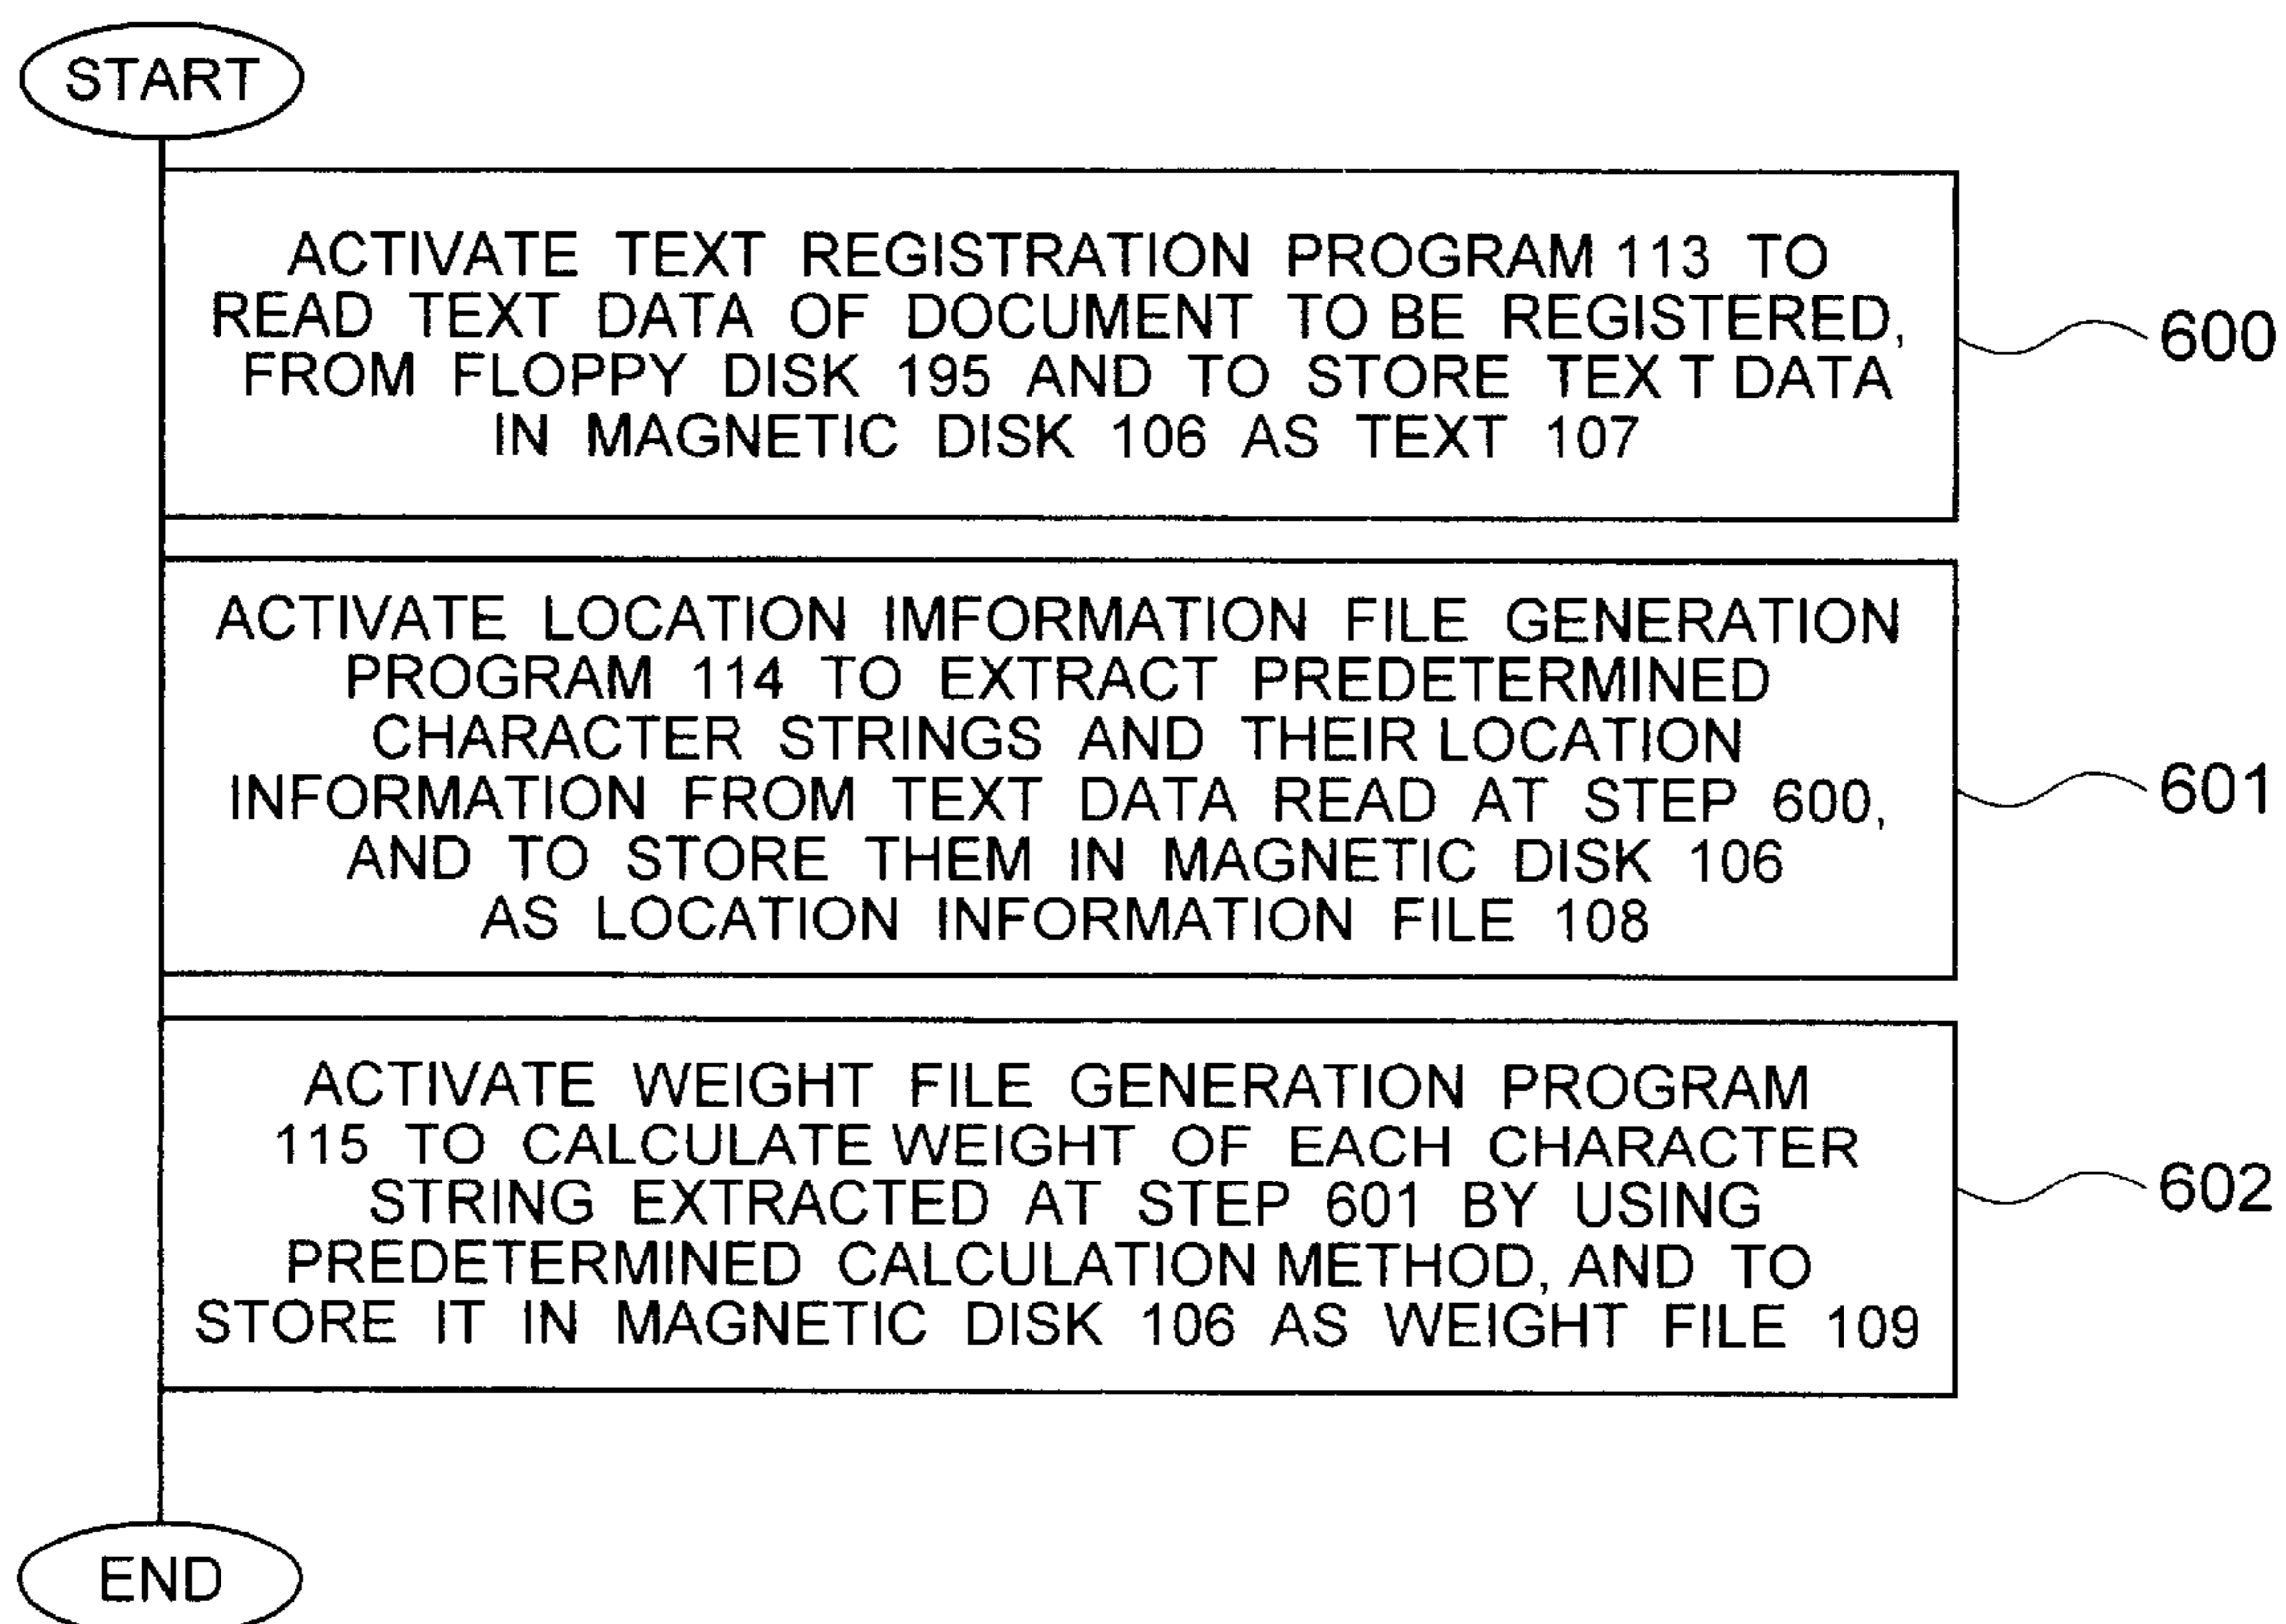 START
ACTIVATE TEXT REGISTRATION PROGRAM 113 TO
READ TEXT DATA OF DOCUMENT TO BE REGISTERED,
FROM FLOPPY DISK 195 AND TO STORE TEXT DATA
IN MAGNETIC DISK 106 AS TEXT 107
600
ACTIVATE LOCATION IMFORMATION FILE GENERATION
PROGRAM 114 TO EXTRACT PREDETERMINED
CHARACTER STRINGS AND THEIR LOCATION
INFORMATION FROM TEXT DATA READ AT STEP 600,
AND TO STORE THEM IN MAGNETIC DISK 106
AS LOCATION INFORMATION FILE 108
601
ACTIVATE WEIGHT FILE GENERATION PROGRAM
115 TO CALCULATE WEIGHT OF EACH CHARACTER
STRING EXTRACTED AT STEP 601 BY USING
PREDETERMINED CALCULATION METHOD, AND TO
STORE IT IN MAGNETIC DISK 106 AS WEIGHT FILE 109
602
END